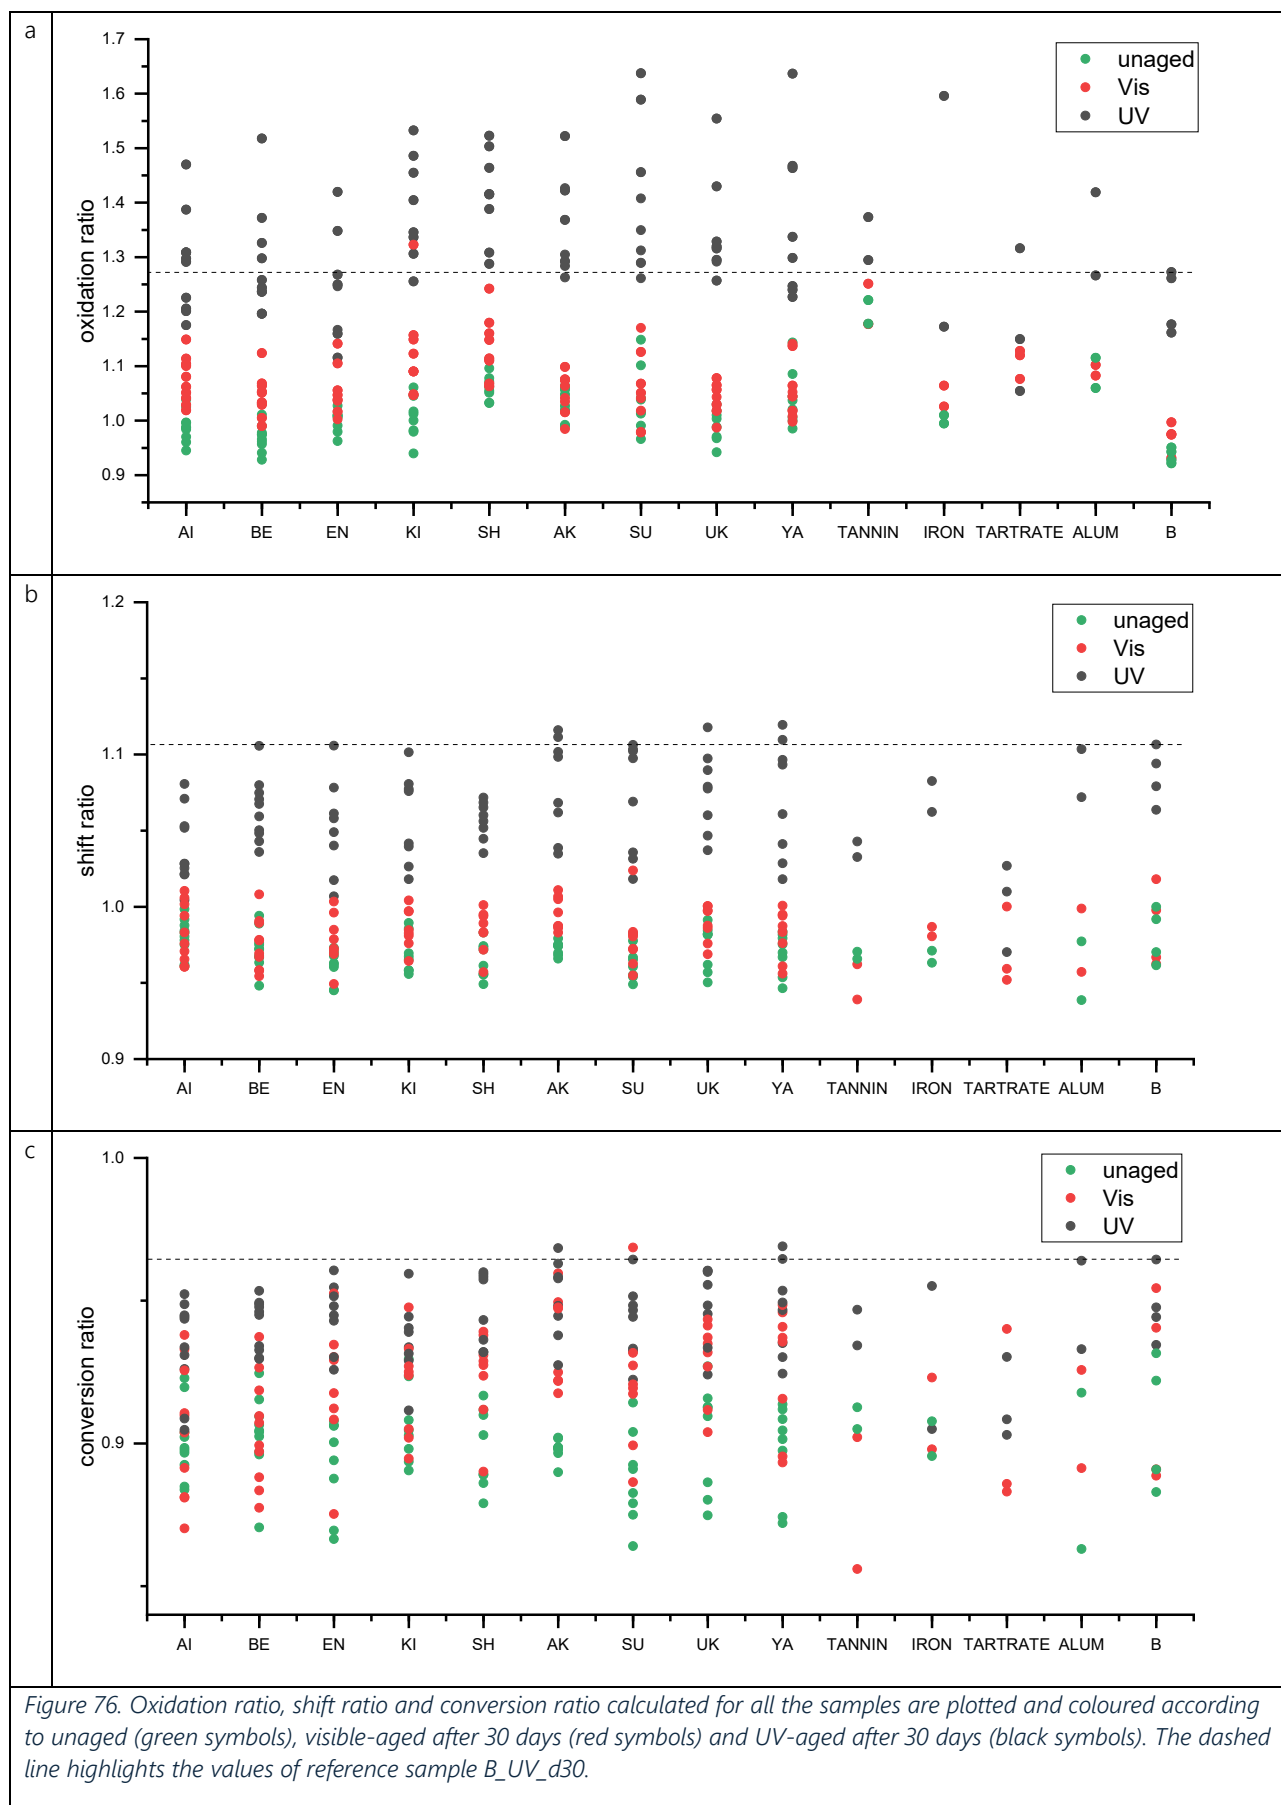 a
1.7
1.6
1.5
1.4
1.3
1.2
1.1
1.0
0.9
oxidation ratio
unaged
Vis
UV
AI BE EN KI SH AK SU UK YA TANNIN IRON TARTRATE ALUM B
b
1.2
1.1
1.0
0.9
shift ratio
unaged
Vis
UV
AI BE EN KI SH AK SU UK YA TANNIN IRON TARTRATE ALUM B
c
1.0
0.9
conversion ratio
unaged
Vis
UV
AI BE EN KI SH AK SU UK YA TANNIN IRON TARTRATE ALUM B
Figure 76. Oxidation ratio, shift ratio and conversion ratio calculated for all the samples are plotted and coloured according
to unaged (green symbols), visible-aged after 30 days (red symbols) and UV-aged after 30 days (black symbols). The dashed
line highlights the values of reference sample B_UV_d30.